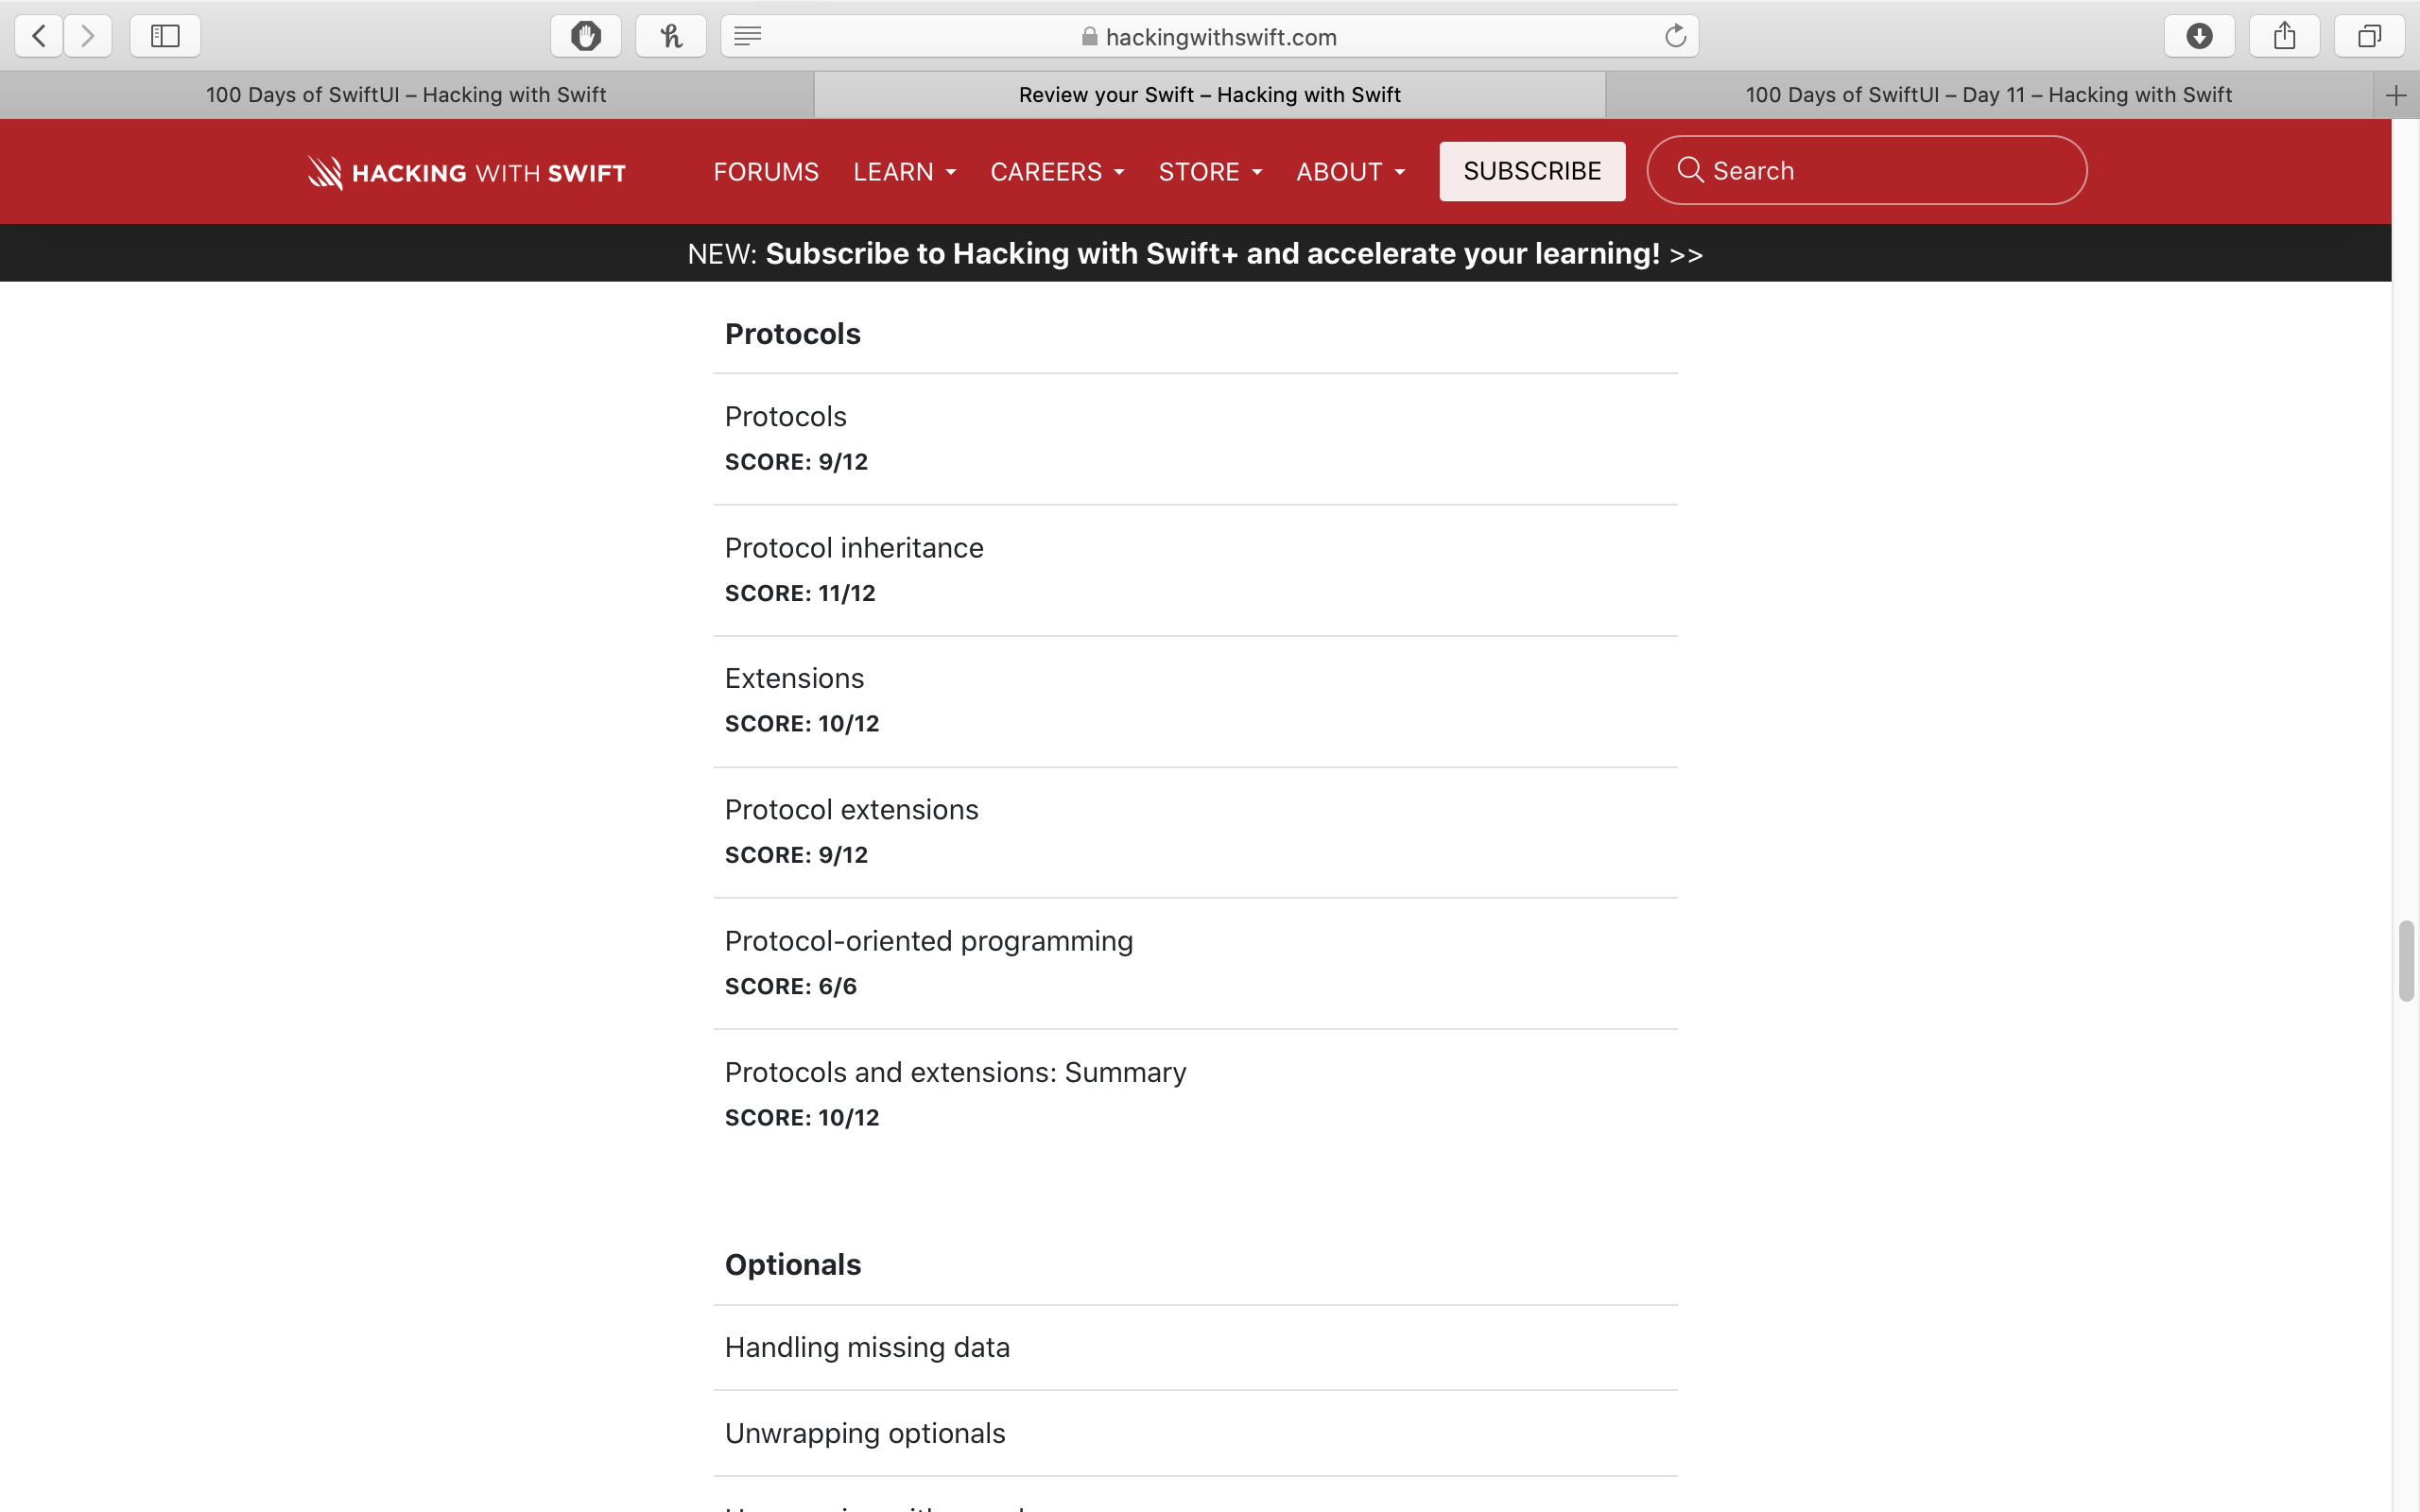 hackingwithswift.com
100 Days of SwiftUI – Hacking with Swift
Review your Swift – Hacking with Swift
100 Days of SwiftUI – Day 11 – Hacking with Swift
HACKING WITH SWIFT
FORUMS
LEARN
CAREERS
STORE
ABOUT
SUBSCRIBE
Search
NEW: Subscribe to Hacking with Swift+ and accelerate your learning! >>
Protocols
Protocols
SCORE: 9/12
Protocol inheritance
SCORE: 11/12
Extensions
SCORE: 10/12
Protocol extensions
SCORE: 9/12
Protocol-oriented programming
SCORE: 6/6
Protocols and extensions: Summary
SCORE: 10/12
Optionals
Handling missing data
Unwrapping optionals